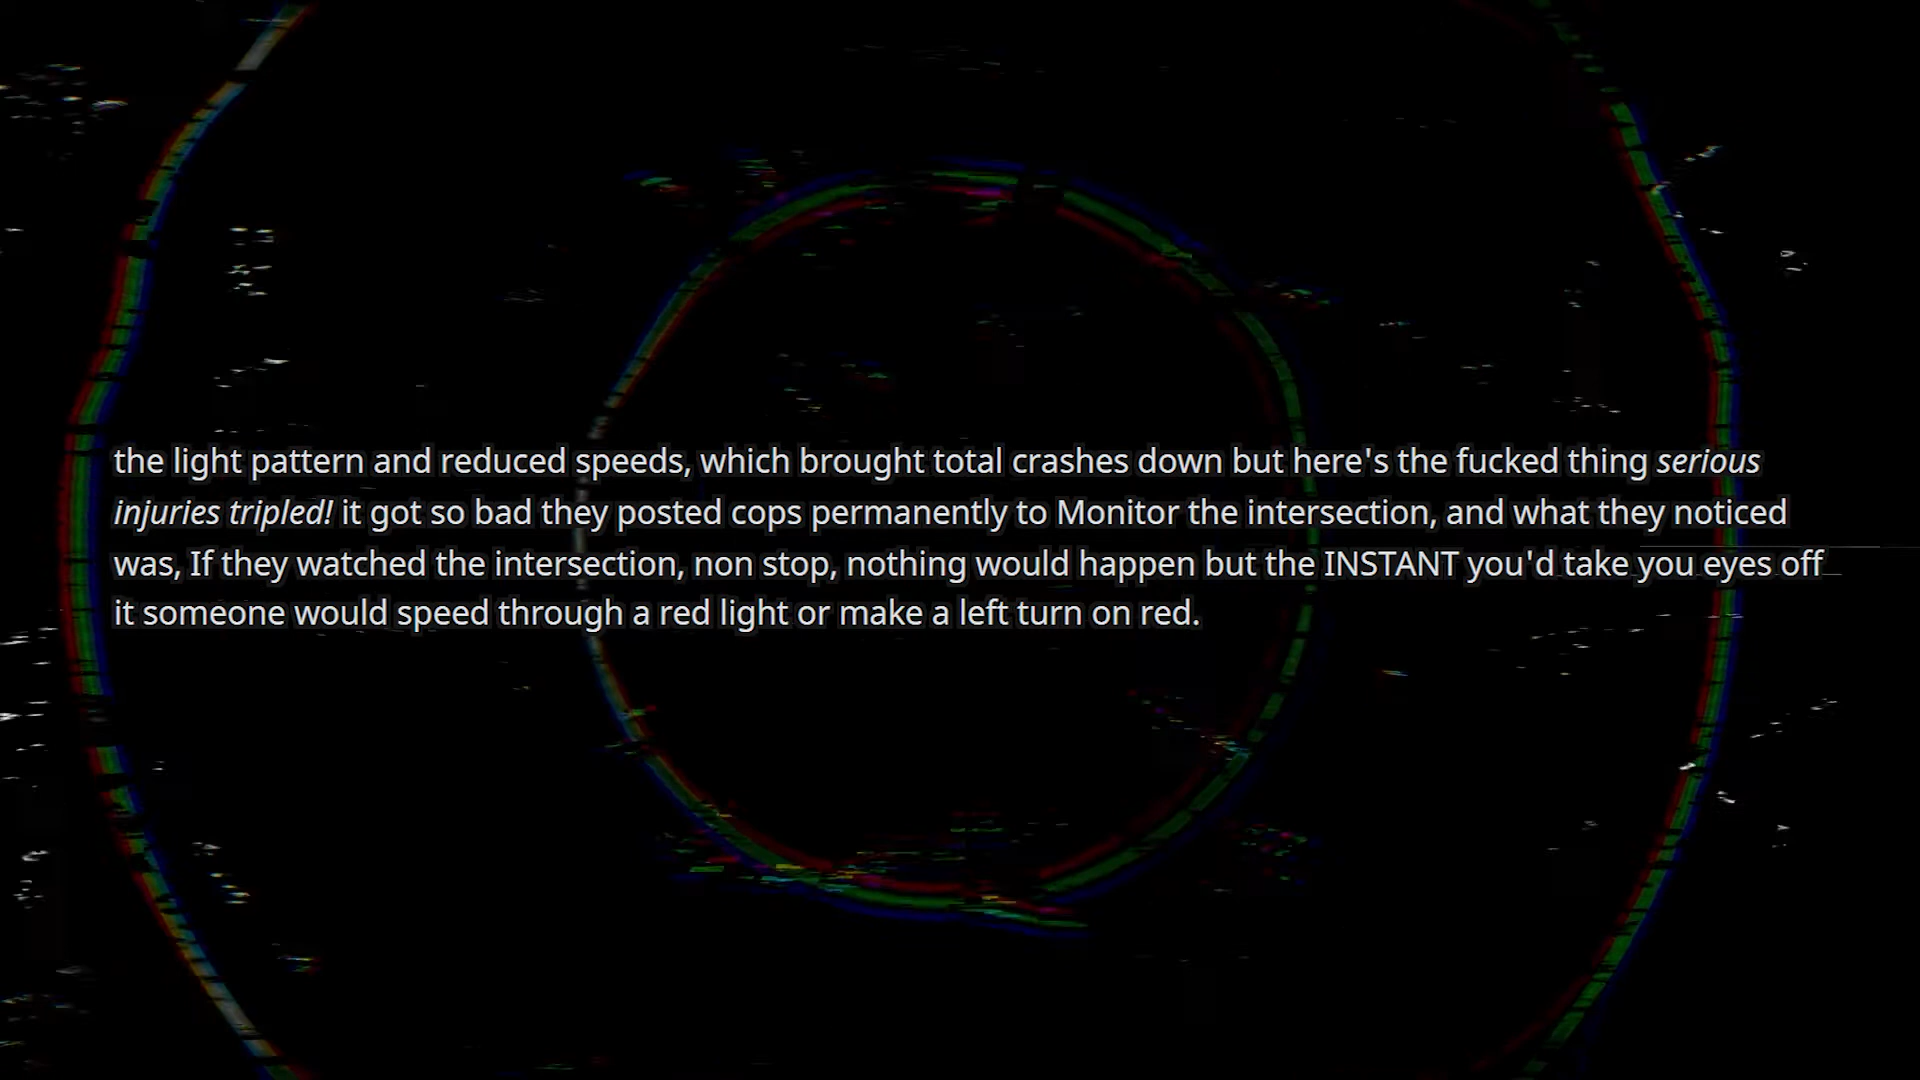 the light pattern and reduced speeds, which brought total crashes down but here's the fucked thing serious
injuries tripled! it got so bad they posted cops permanently to Monitor the intersection, and what they noticed
was, If they watched the intersection, non stop, nothing would happen but the INSTANT you'd take you eyes off
it someone would speed through a red light or make a left turn on red.